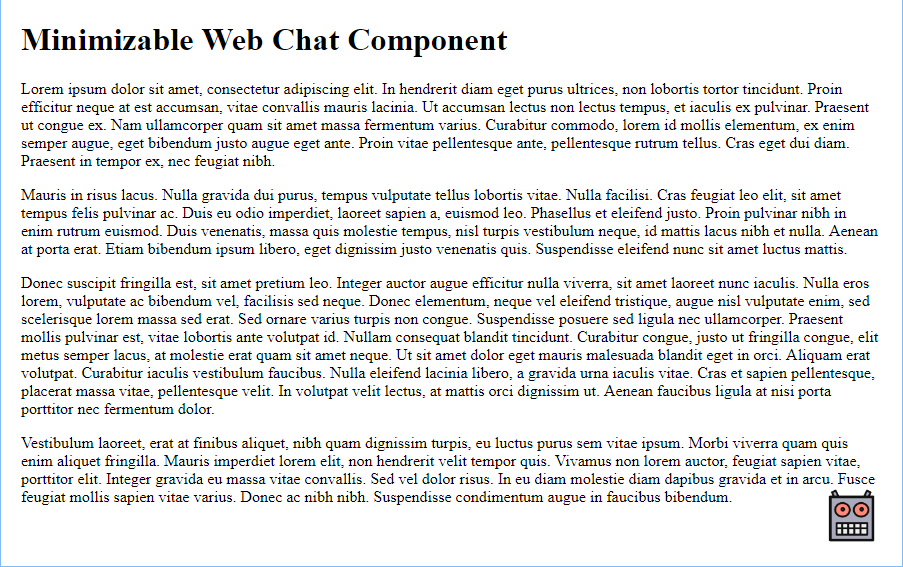 Minimizable Web Chat Component
Lorem ipsum dolor sit amet, consectetur adipiscing elit. In hendrerit diam eget purus ultrices, non lobortis tortor tincidunt. Proin
efficitur neque at est accumsan, vitae convallis mauris lacinia. Ut accumsan lectus non lectus tempus, et iaculis ex pulvinar. Praesent
ut congue ex. Nam ullamcorper quam sit amet massa fermentum varius. Curabitur commodo, lorem id mollis elementum, ex enim
semper augue, eget bibendum justo augue eget ante. Proin vitae pellentesque ante, pellentesque rutrum tellus. Cras eget dui diam.
Praesent in tempor ex, nec feugiat nibh.
Mauris in risus lacus. Nulla gravida dui purus, tempus vulputate tellus lobortis vitae. Nulla facilisi. Cras feugiat leo elit, sit amet
tempus felis pulvinar ac. Duis eu odio imperdiet, laoreet sapien a, euismod leo. Phasellus et eleifend justo. Proin pulvinar nibh in
enim rutrum euismod. Duis venenatis, massa quis molestie tempus, nisl turpis vestibulum neque, id mattis lacus nibh et nulla. Aenean
at porta erat. Etiam bibendum ipsum libero, eget dignissim justo venenatis quis. Suspendisse eleifend nunc sit amet luctus mattis.
Donec suscipit fringilla est, sit amet pretium leo. Integer auctor augue efficitur nulla viverra, sit amet laoreet nunc iaculis. Nulla eros
lorem, vulputate ac bibendum vel, facilisis sed neque. Donec elementum, neque vel eleifend tristique, augue nisl vulputate enim, sed
scelerisque lorem massa sed erat. Sed ornare varius turpis non congue. Suspendisse posuere sed ligula nec ullamcorper. Praesent
mollis pulvinar est, vitae lobortis ante volutpat id. Nullam consequat blandit tincidunt. Curabitur congue, justo ut fringilla congue, elit
metus semper lacus, at molestie erat quam sit amet neque. Ut sit amet dolor eget mauris malesuada blandit eget in orci. Aliquam erat
volutpat. Curabitur iaculis vestibulum faucibus. Nulla eleifend lacinia libero, a gravida urna iaculis vitae. Cras et sapien pellentesque,
placerat massa vitae, pellentesque velit. In volutpat velit lectus, at mattis orci dignissim ut. Aenean faucibus ligula at nisi porta
porttitor nec fermentum dolor.
Vestibulum laoreet, erat at finibus aliquet, nibh quam dignissim turpis, eu luctus purus sem vitae ipsum. Morbi viverra quam quis
enim aliquet fringilla. Mauris imperdiet lorem elit, non hendrerit velit tempor quis. Vivamus non lorem auctor, feugiat sapien vitae,
porttitor elit. Integer gravida eu massa vitae convallis. Sed vel dolor risus. In eu diam molestie diam dapibus gravida et in arcu. Fusce
feugiat mollis sapien vitae varius. Donec ac nibh nibh. Suspendisse condimentum augue in faucibus bibendum.